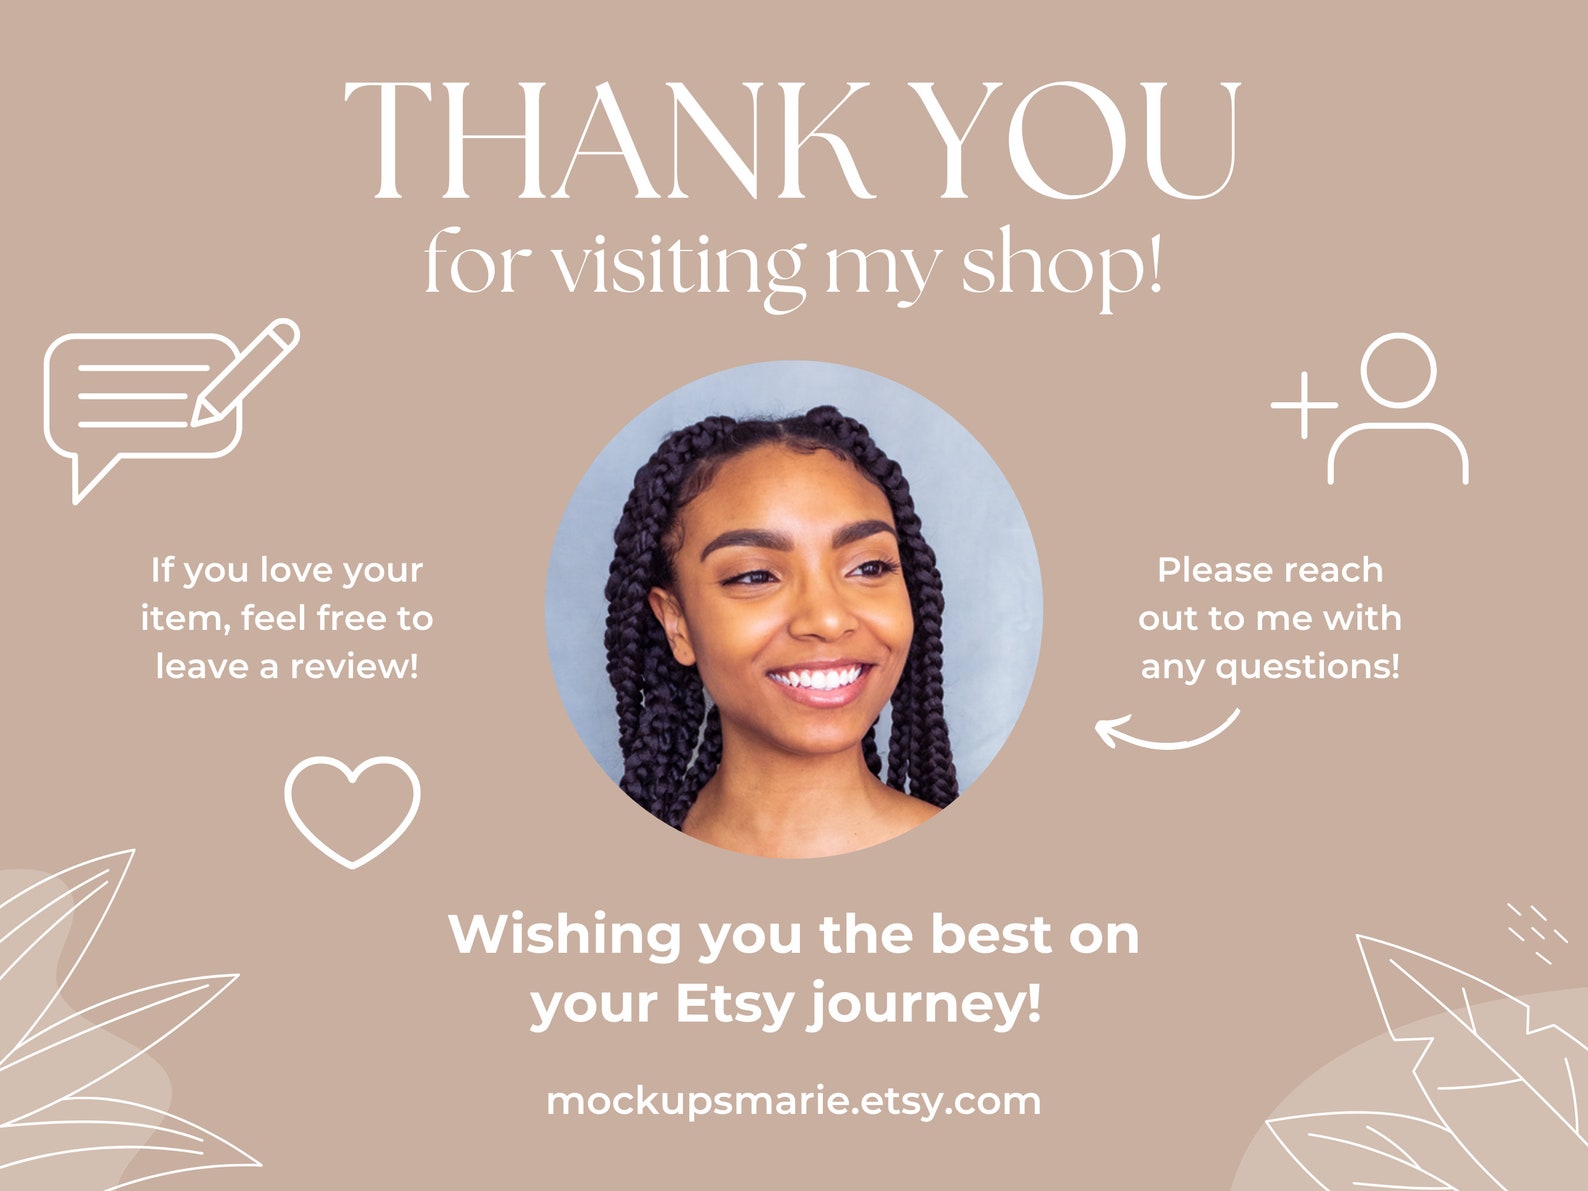 THANK YOU
for visiting my shop!
If you love your
item, feel free to
leave a review!
Please reach
out to me with
any questions!
Wishing you the best on
your Etsy journey!
mockupsmarie.etsy.com